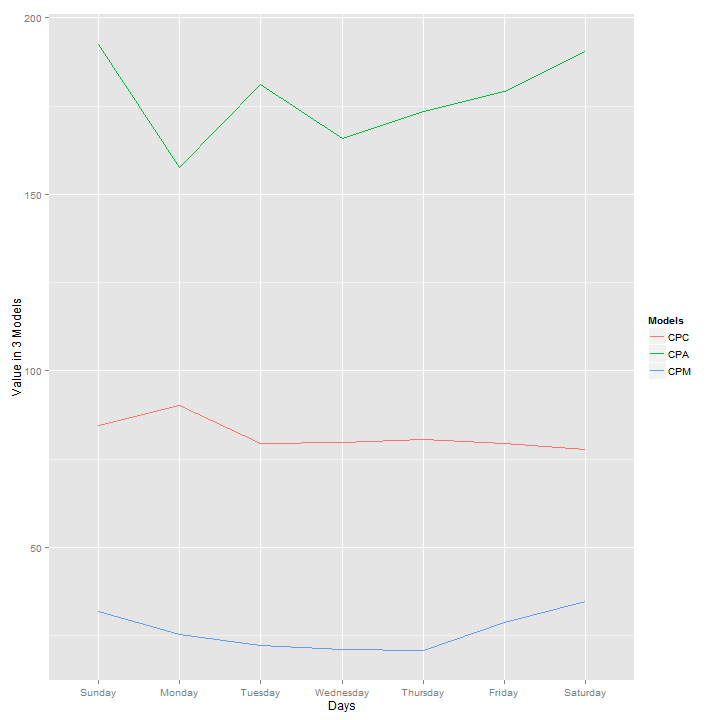 200
150
100
50
Value in 3 Models
Sunday Monday Tuesday Wednesday Thursday Friday Saturday
Days
Models
CPC
CPA
CPM